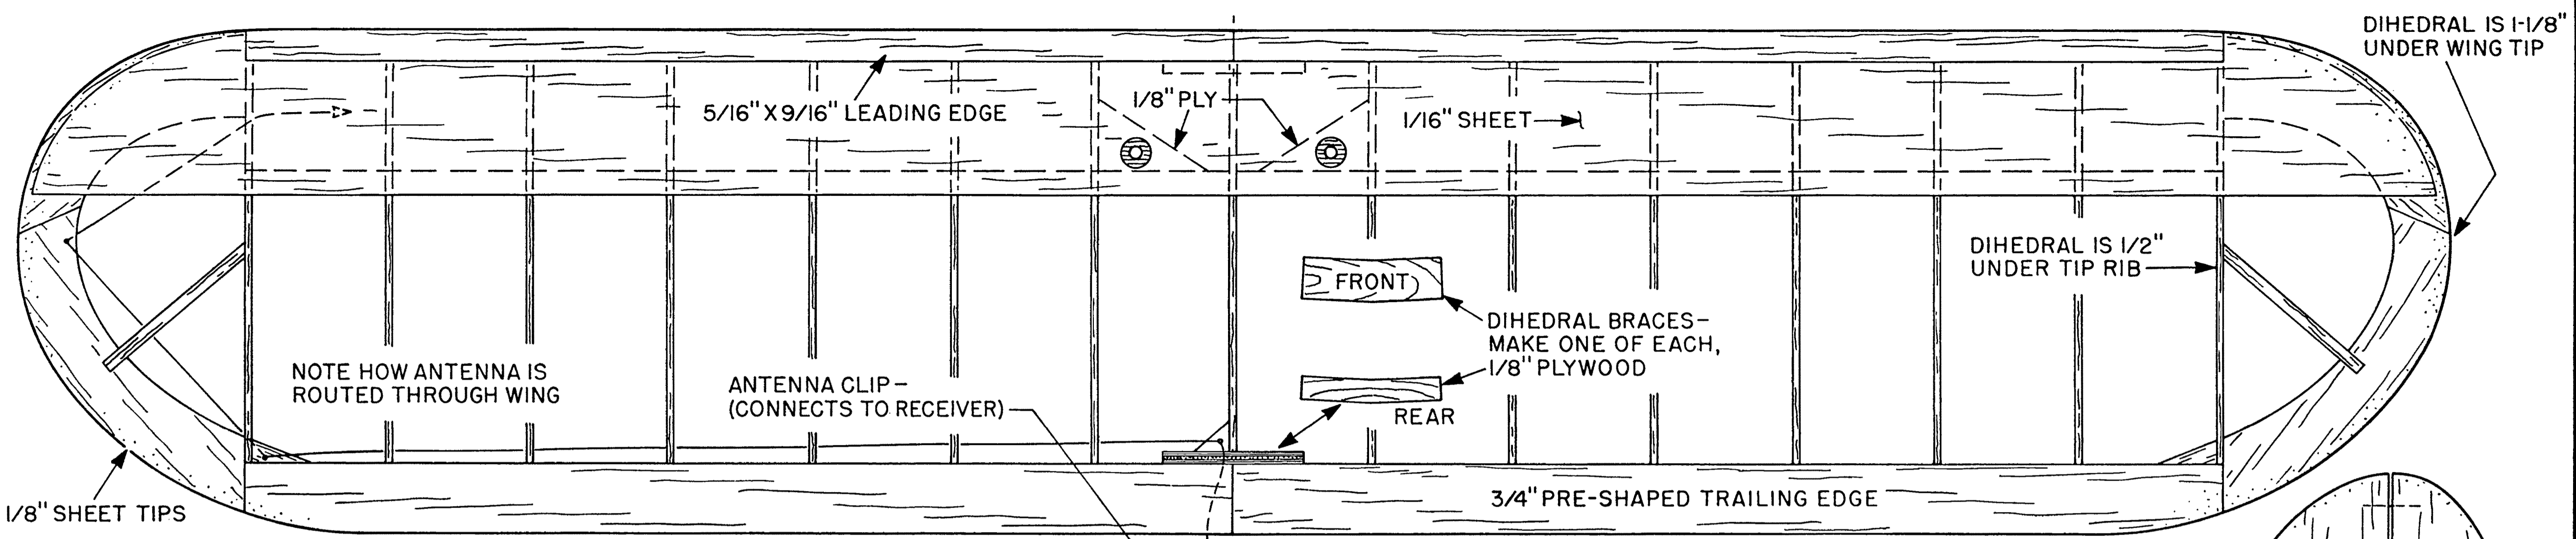 DIHEDRAL IS 1-1/8"
UNDER WING TIP
5/16" X 9/16" LEADING EDGE
1/8" PLY
1/16" SHEET
DIHEDRAL IS 1/2"
UNDER TIP RIB
FRONT
DIHEDRAL BRACES-
MAKE ONE OF EACH,
1/8" PLYWOOD
REAR
NOTE HOW ANTENNA IS
ROUTED THROUGH WING
ANTENNA CLIP-
(CONNECTS TO RECEIVER)
1/8" SHEET TIPS
3/4" PRE-SHAPED TRAILING EDGE